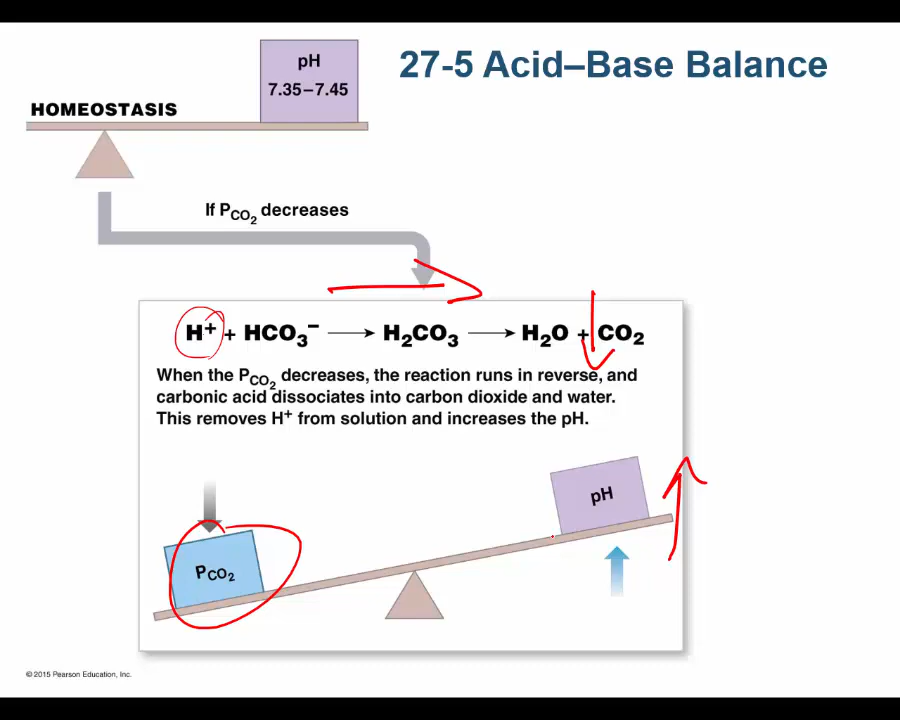 27-5 Acid–Base Balance
pH
7.35–7.45
HOMEOSTASIS
If PCO2 decreases
H+ + HCO3− → H2CO3 → H2O + CO2
When the PCO2 decreases, the reaction runs in reverse, and
carbonic acid dissociates into carbon dioxide and water.
This removes H+ from solution and increases the pH.
pH
PCO2
© 2015 Pearson Education, Inc.